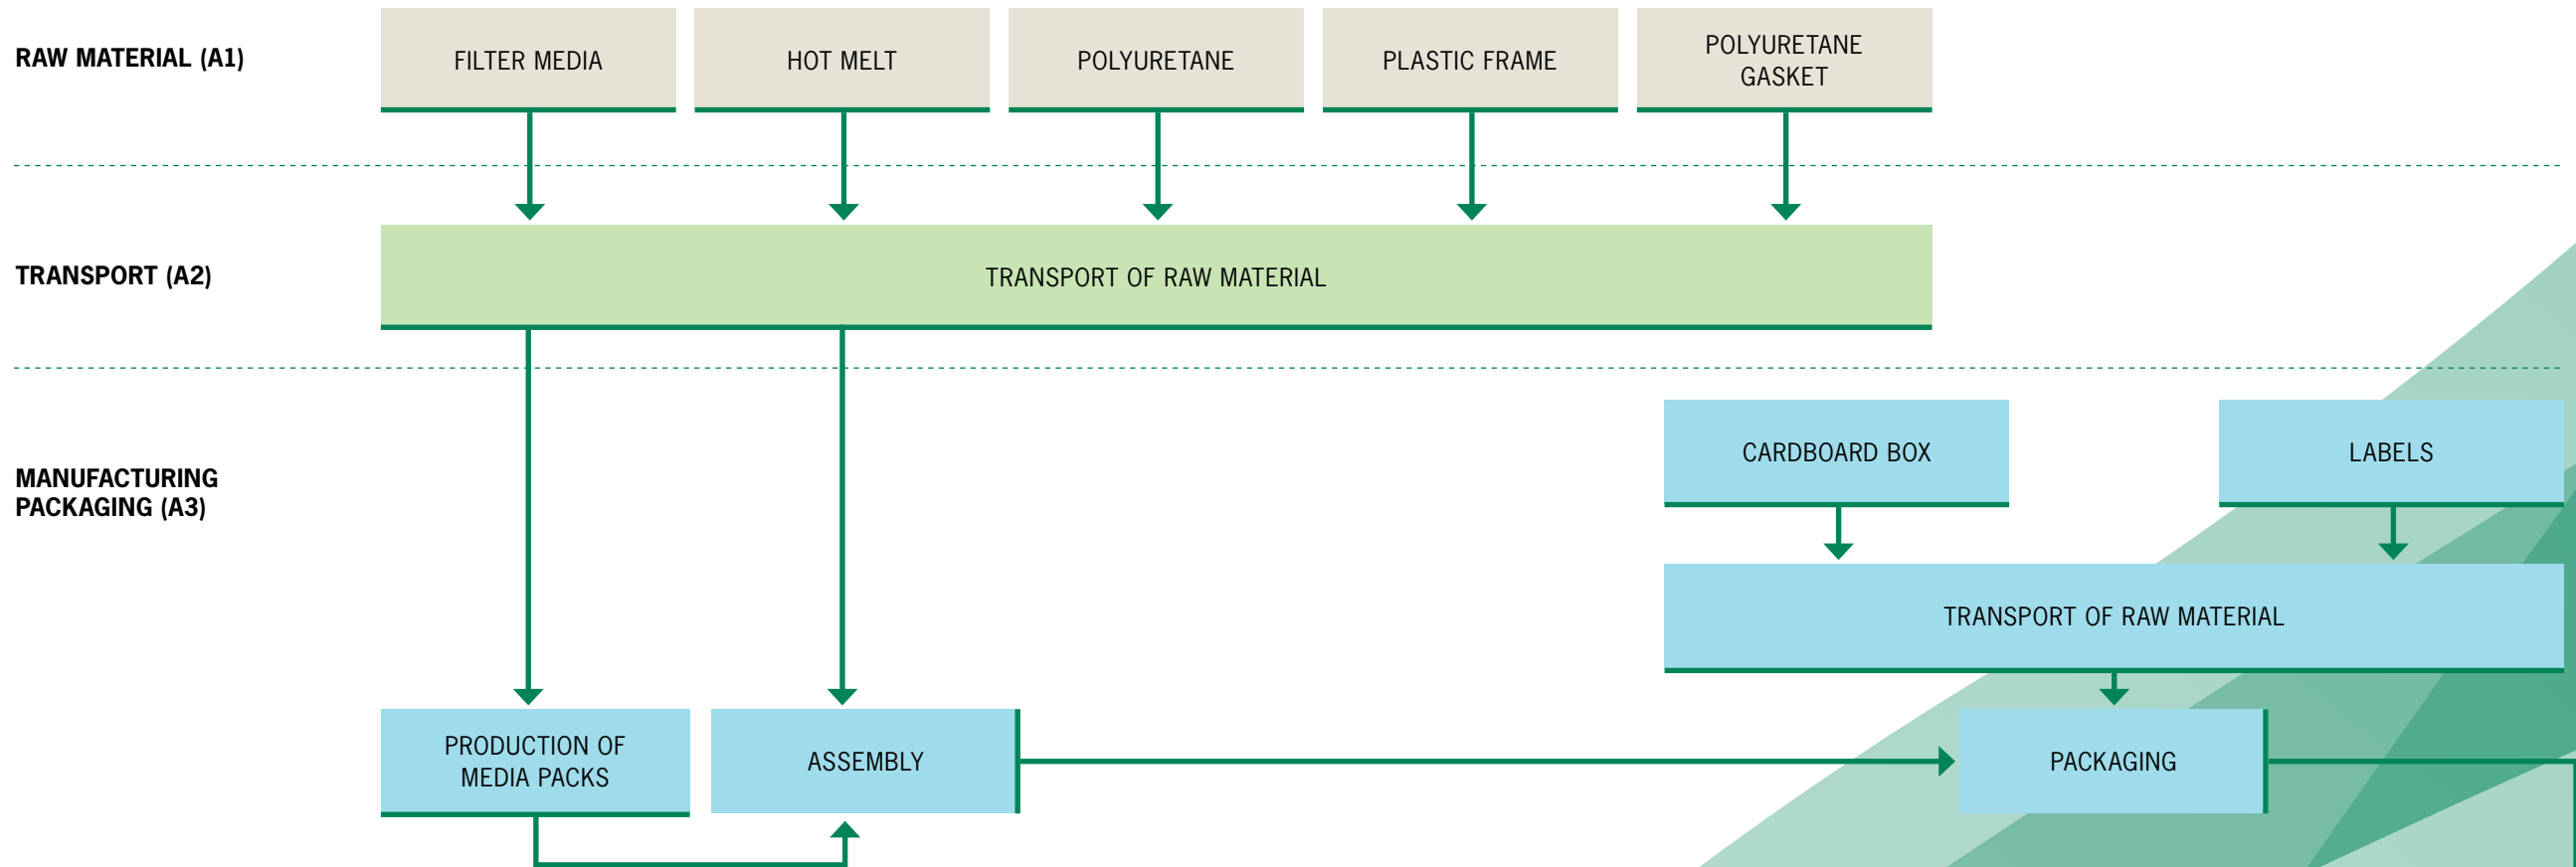 RAW MATERIAL (A1)
FILTER MEDIA
HOT MELT
POLYURETANE
PLASTIC FRAME
POLYURETANE
GASKET
TRANSPORT (A2)
TRANSPORT OF RAW MATERIAL
MANUFACTURING
PACKAGING (A3)
CARDBOARD BOX
LABELS
TRANSPORT OF RAW MATERIAL
PRODUCTION OF
MEDIA PACKS
ASSEMBLY
PACKAGING